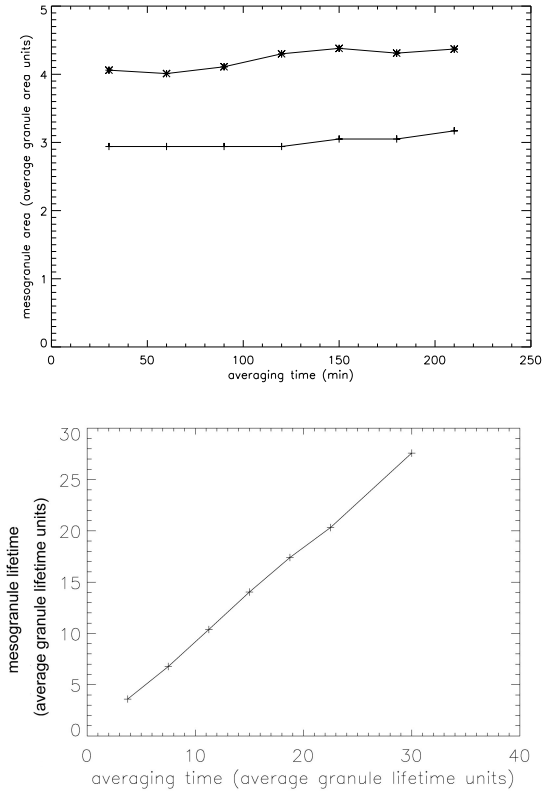 5
4
3
2
1
0
mesogranule area (average granule area units)
0 50 100 150 200 250
averaging time (min)
30
25
20
15
10
5
0
mesogranule lifetime
(average granule lifetime units)
0 10 20 30 40
averaging time (average granule lifetime units)